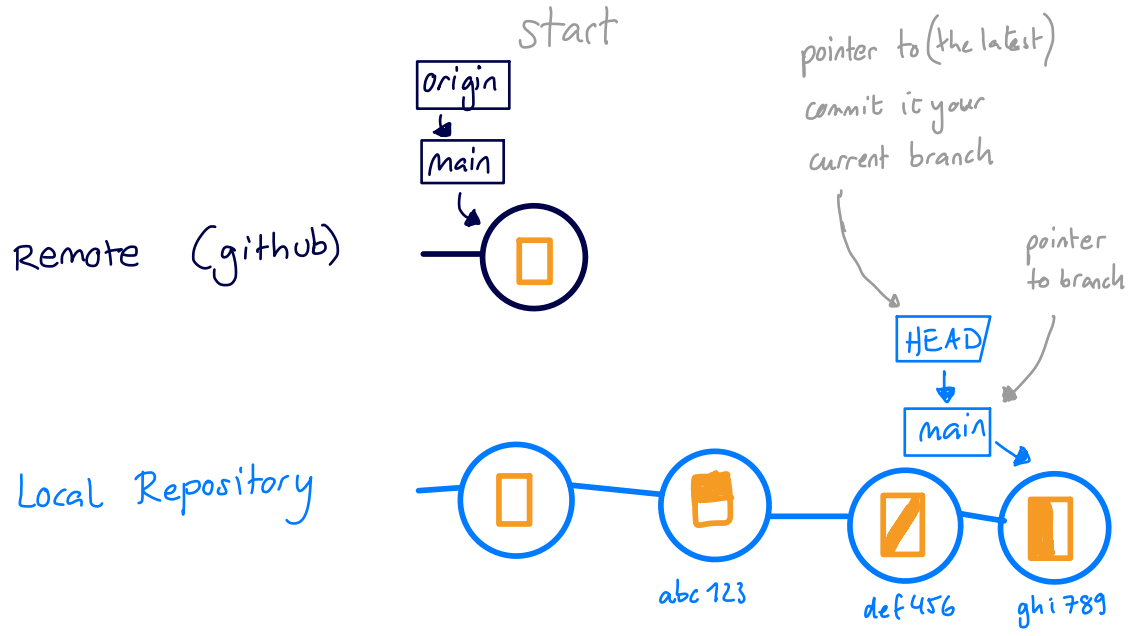 start
pointer to (the latest)
commit it your
current branch
origin
main
Remote (github)
pointer
to branch
HEAD
main
Local Repository
abc123
def456
ghi789